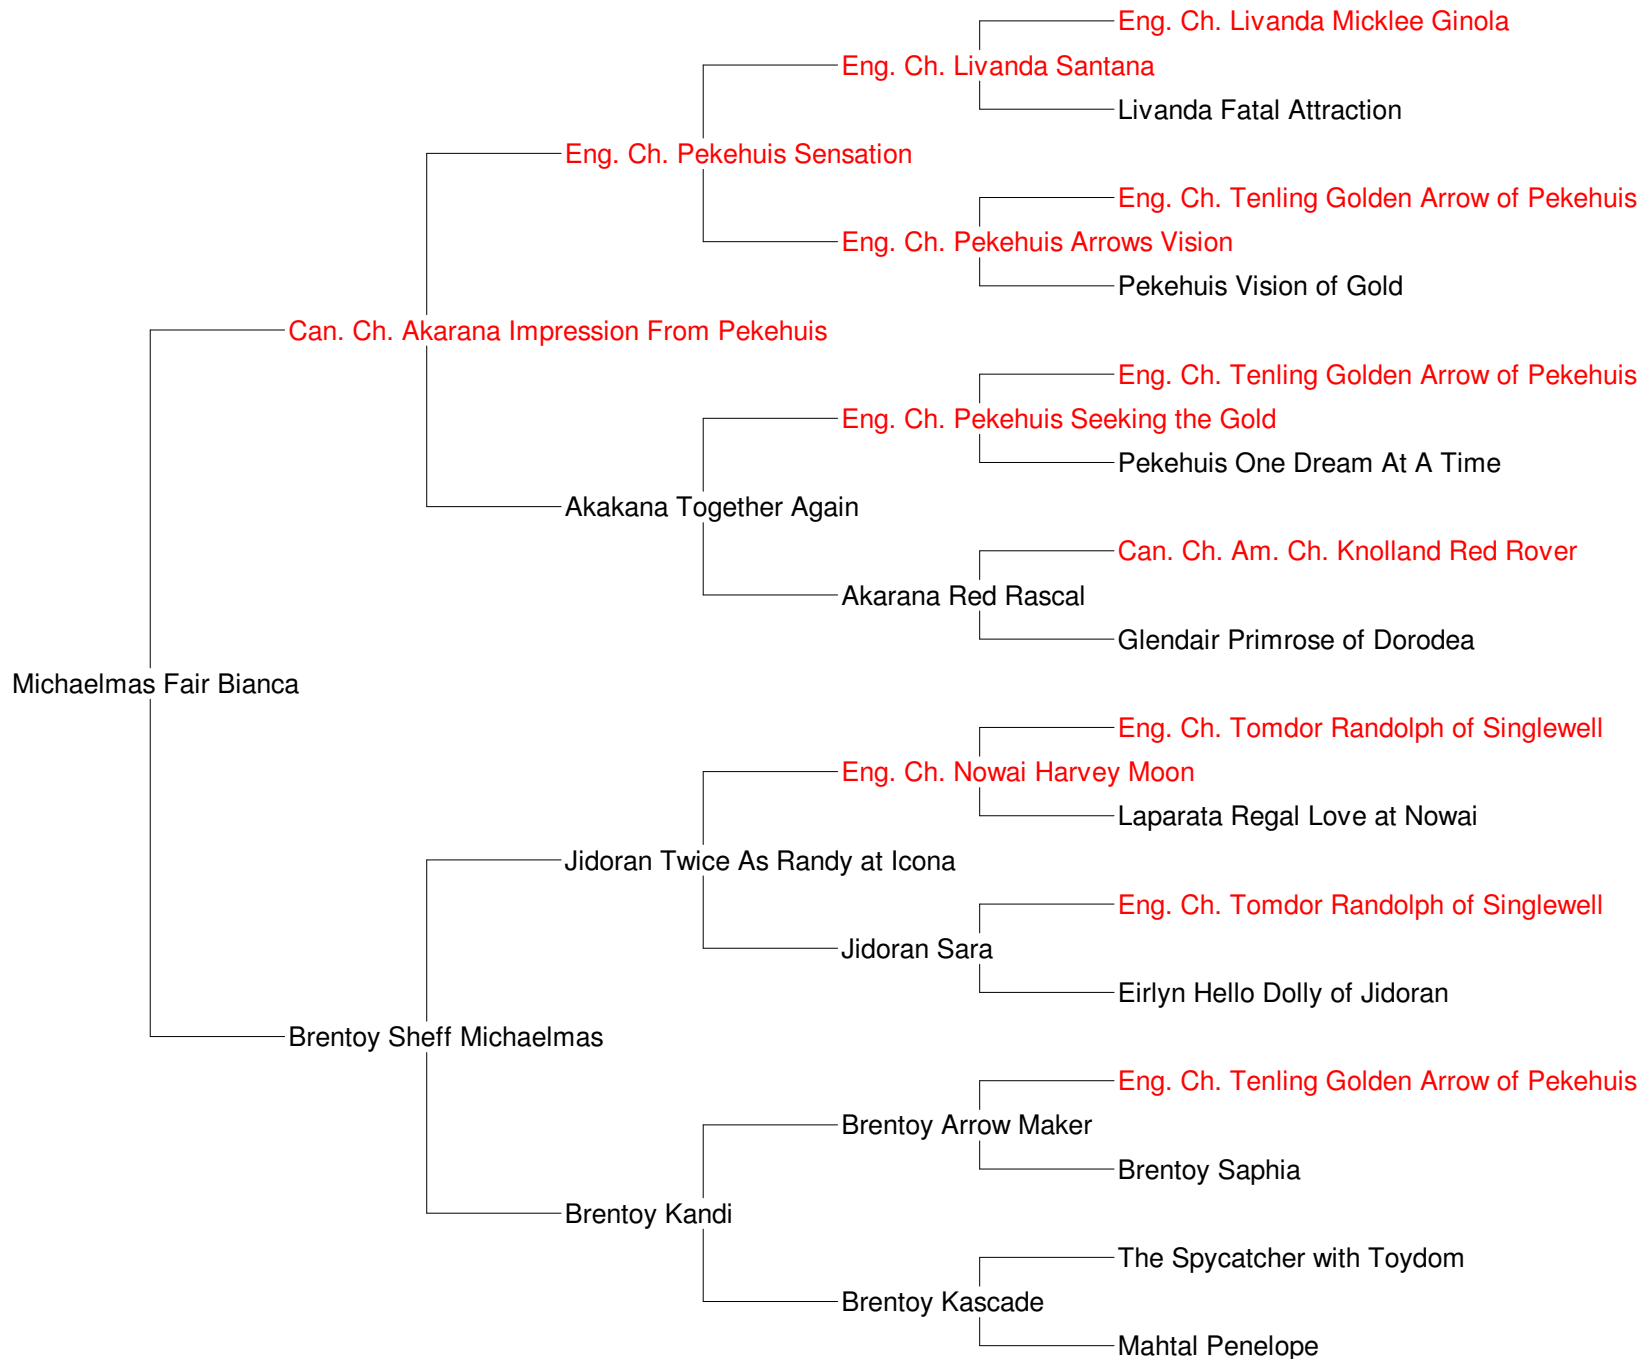 Eng. Ch. Livanda Micklee Ginola
Eng. Ch. Livanda Santana
Livanda Fatal Attraction
Eng. Ch. Pekehuis Sensation
Eng. Ch. Tenling Golden Arrow of Pekehuis
Eng. Ch. Pekehuis Arrows Vision
Pekehuis Vision of Gold
Can. Ch. Akarana Impression From Pekehuis
Eng. Ch. Tenling Golden Arrow of Pekehuis
Eng. Ch. Pekehuis Seeking the Gold
Pekehuis One Dream At A Time
Akakana Together Again
Can. Ch. Am. Ch. Knolland Red Rover
Akarana Red Rascal
Glendair Primrose of Dorodea
Michaelmas Fair Bianca
Eng. Ch. Tomdor Randolph of Singlewell
Eng. Ch. Nowai Harvey Moon
Laparata Regal Love at Nowai
Jidoran Twice As Randy at Icona
Eng. Ch. Tomdor Randolph of Singlewell
Jidoran Sara
Eirlyn Hello Dolly of Jidoran
Brentoy Sheff Michaelmas
Eng. Ch. Tenling Golden Arrow of Pekehuis
Brentoy Arrow Maker
Brentoy Saphia
Brentoy Kandi
The Spycatcher with Toydom
Brentoy Kascade
Mahtal Penelope